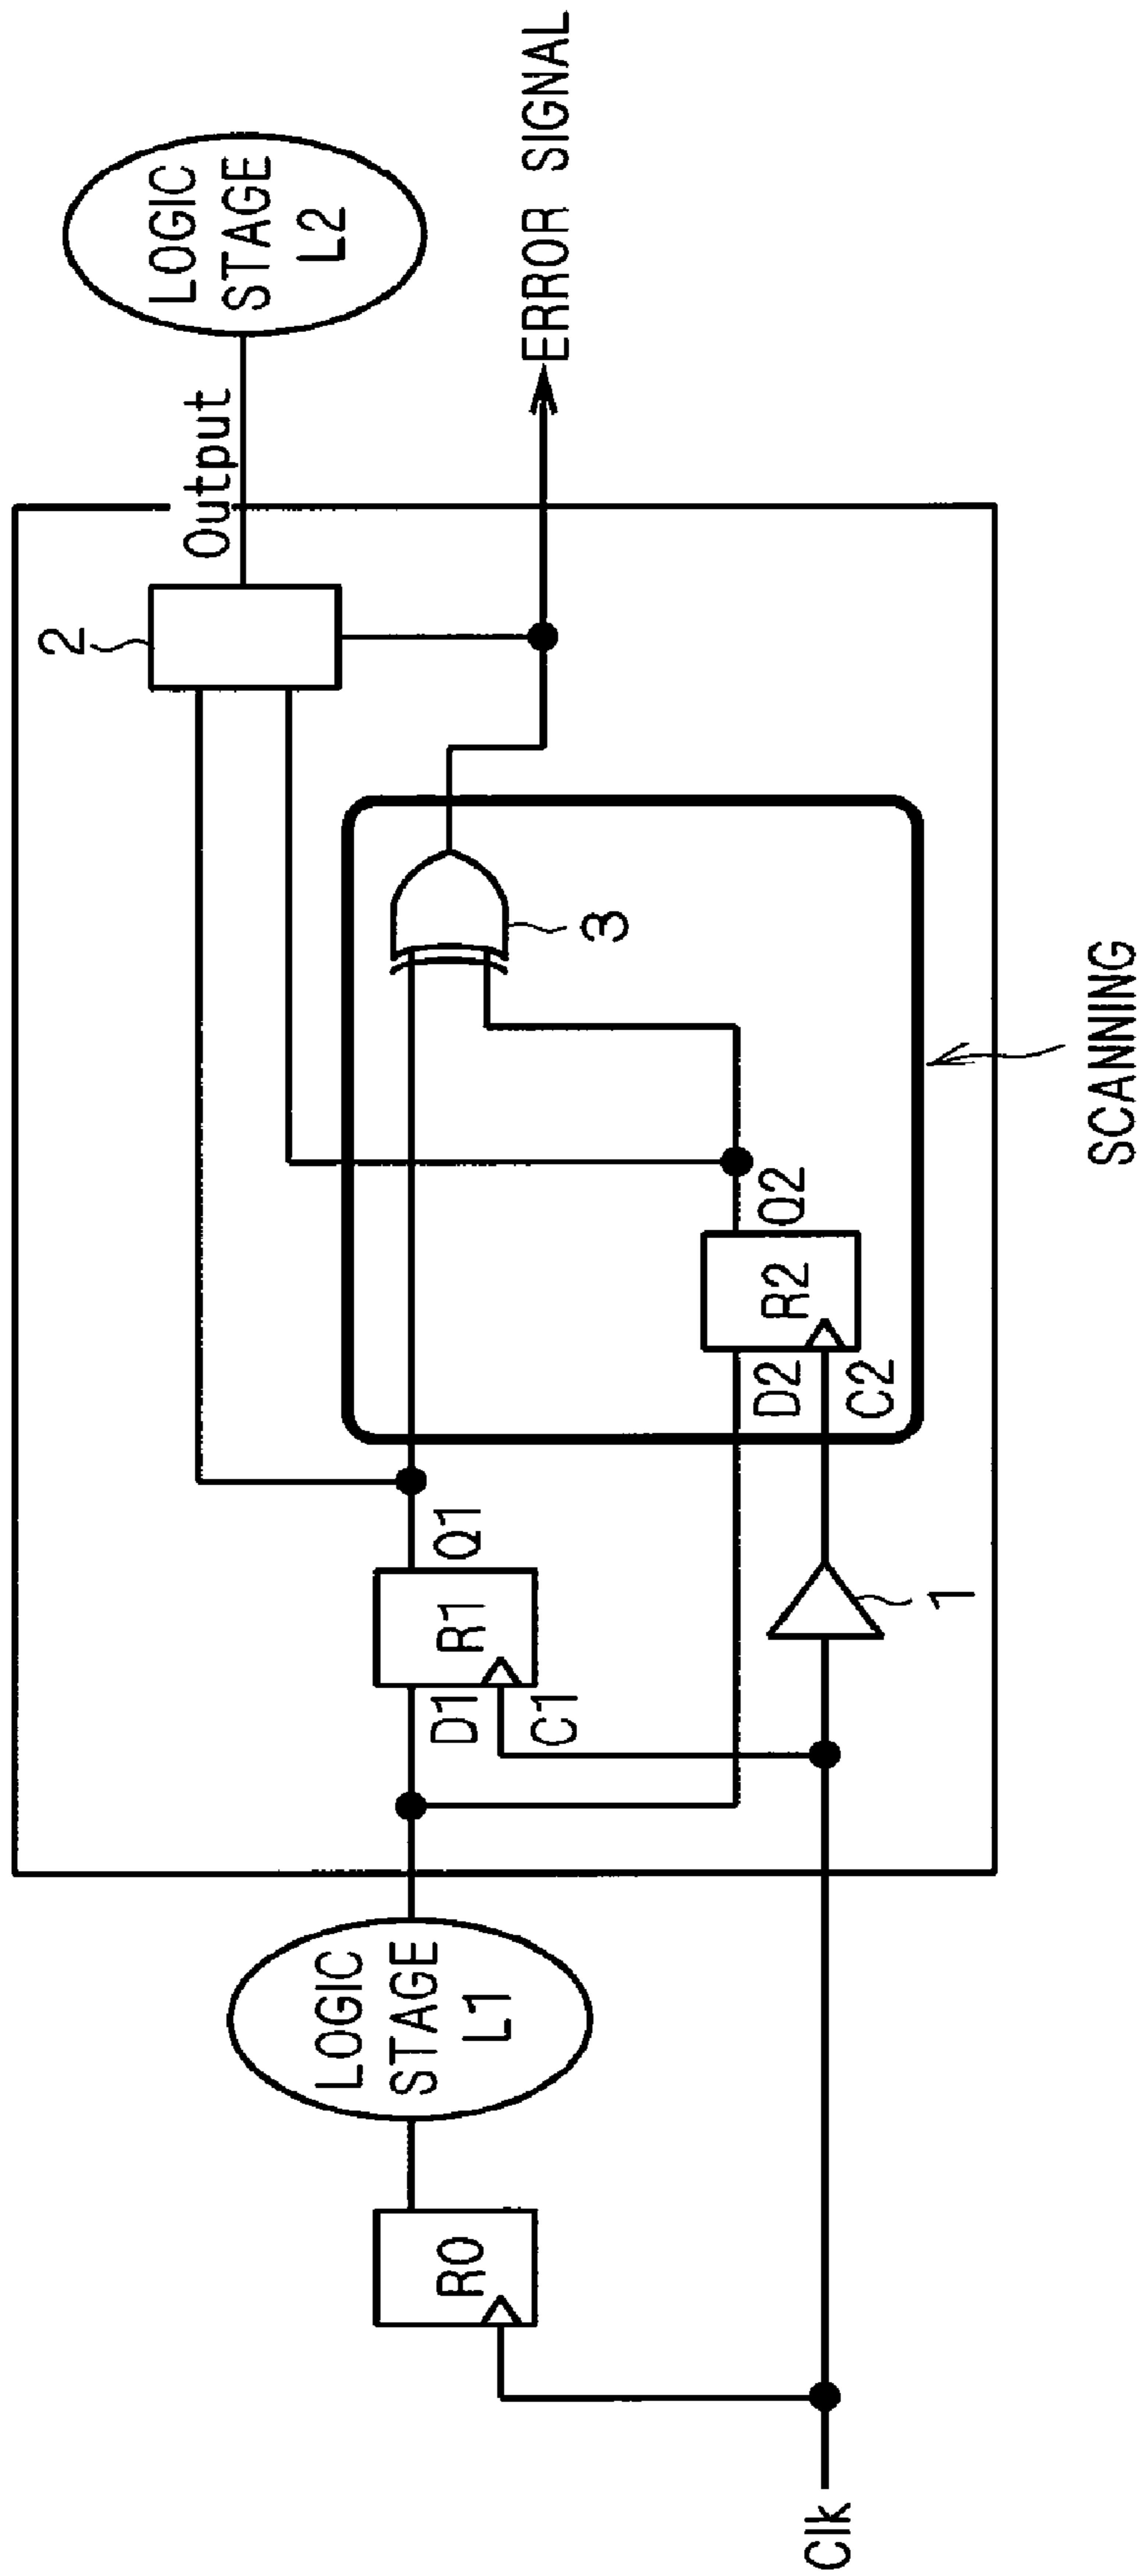 Clk
R0
LOGIC
STAGE
L1
D1
C1
R1
Q1
1
D2
C2
R2
Q2
3
SCANNING
2
Output
LOGIC
STAGE
L2
ERROR SIGNAL